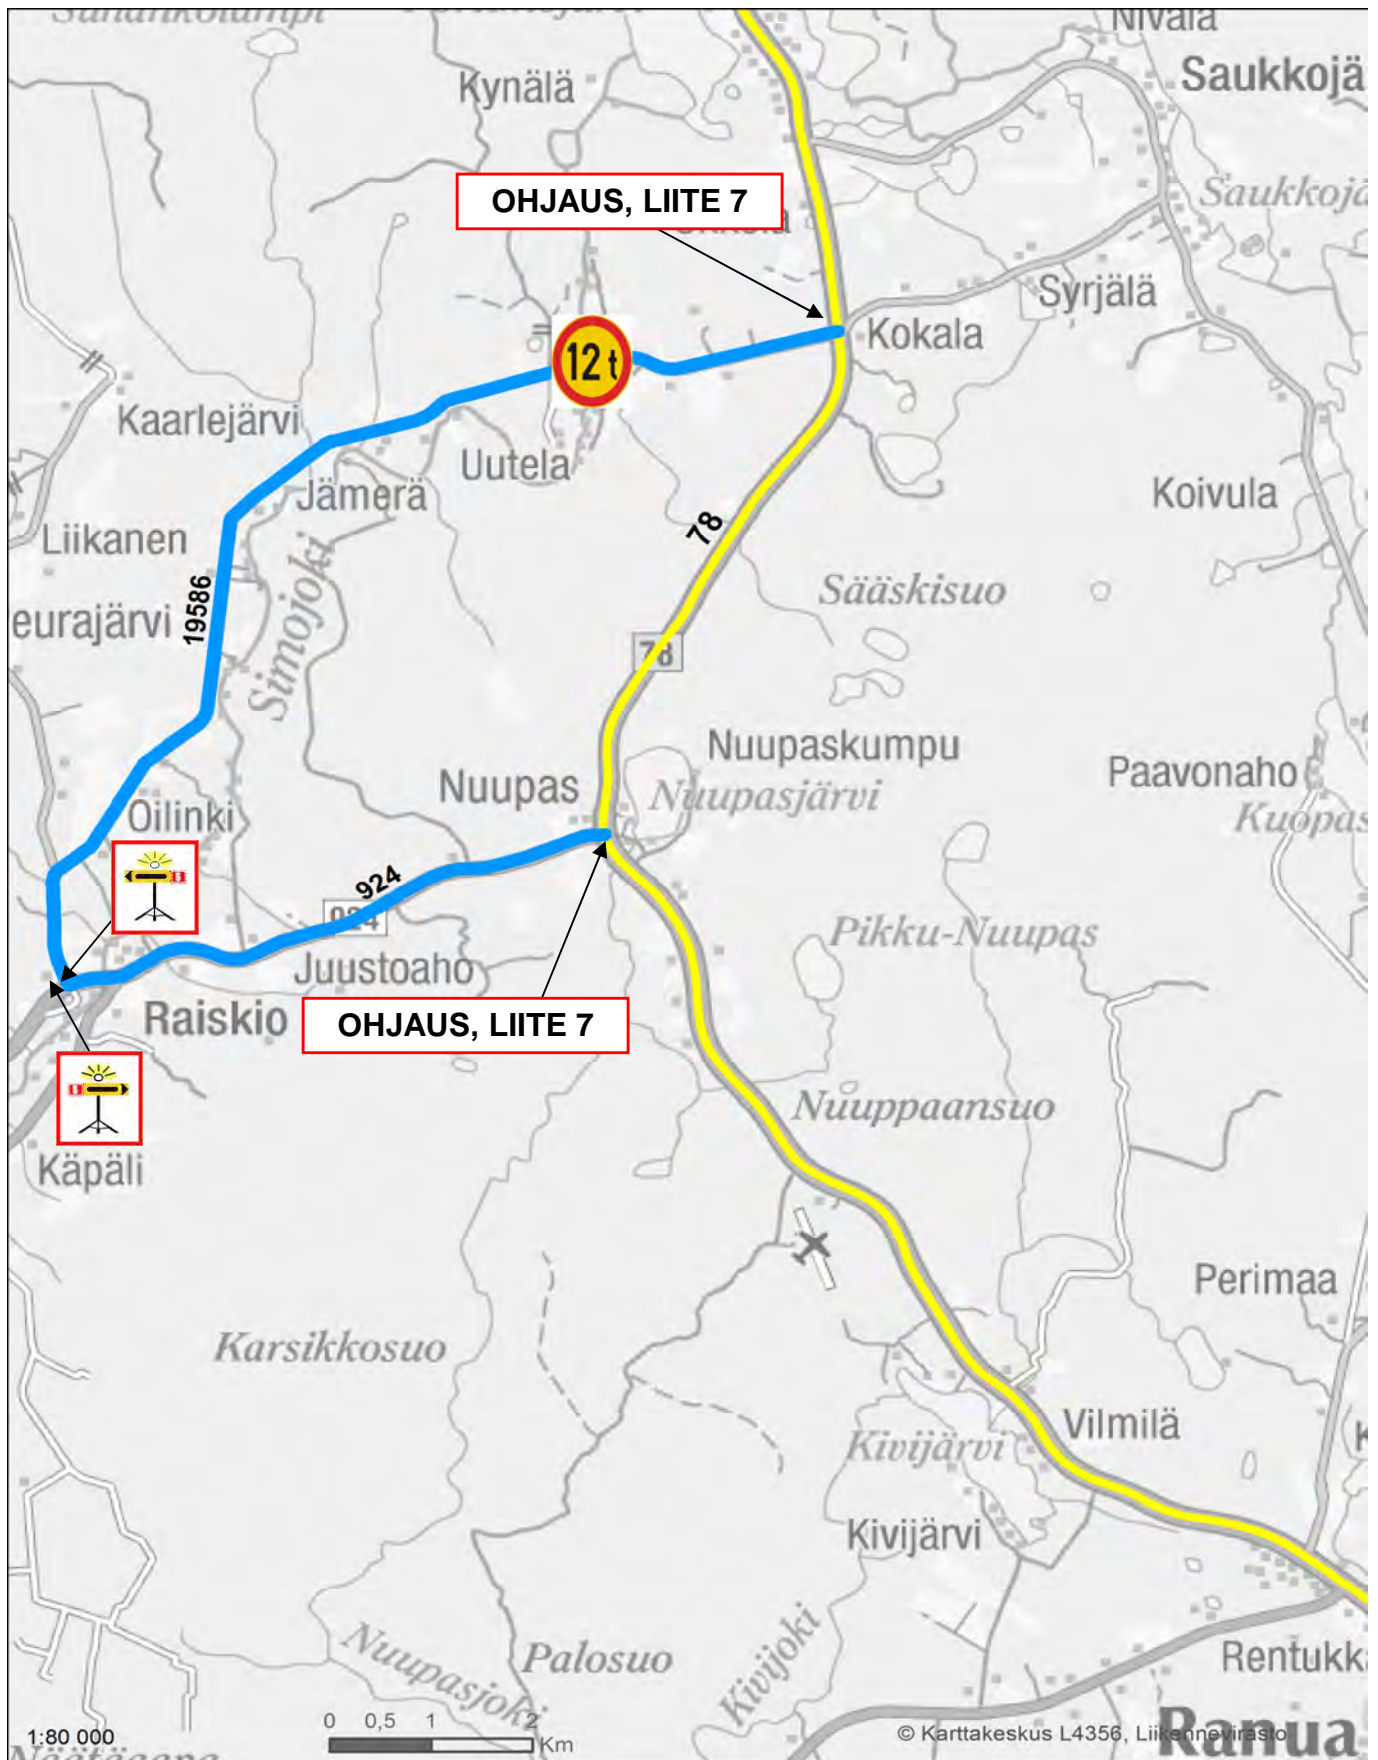 Nivala
Saukkojä
Kynälä
OHJAUS, LIITE 7
Saukkojä
Syrjälä
Kokala
12 t
Kaarlejärvi
Uutela
Jämerä
Koivula
78
Liikanen
Simojoki
Sääskisuo
19586
eurajärvi
78
Nuupaskumpu
Paavonaho
Nuupas
Nuupasjärvi
Kuopas
Oilinki
924
924
Pikku-Nuupas
Juustoaho
Raiskio
OHJAUS, LIITE 7
Nuuppaansuo
Käpäli
Perimaa
Karsikkosuo
Vilmilä
K
Kivijärvi
Kivijärvi
Nuupasjoki
Palosuo
Kivijoki
Rentukka
Ranua
1:80 000
0 0,5 1 2 Km
© Karttakeskus L4356, Liikennevirasto